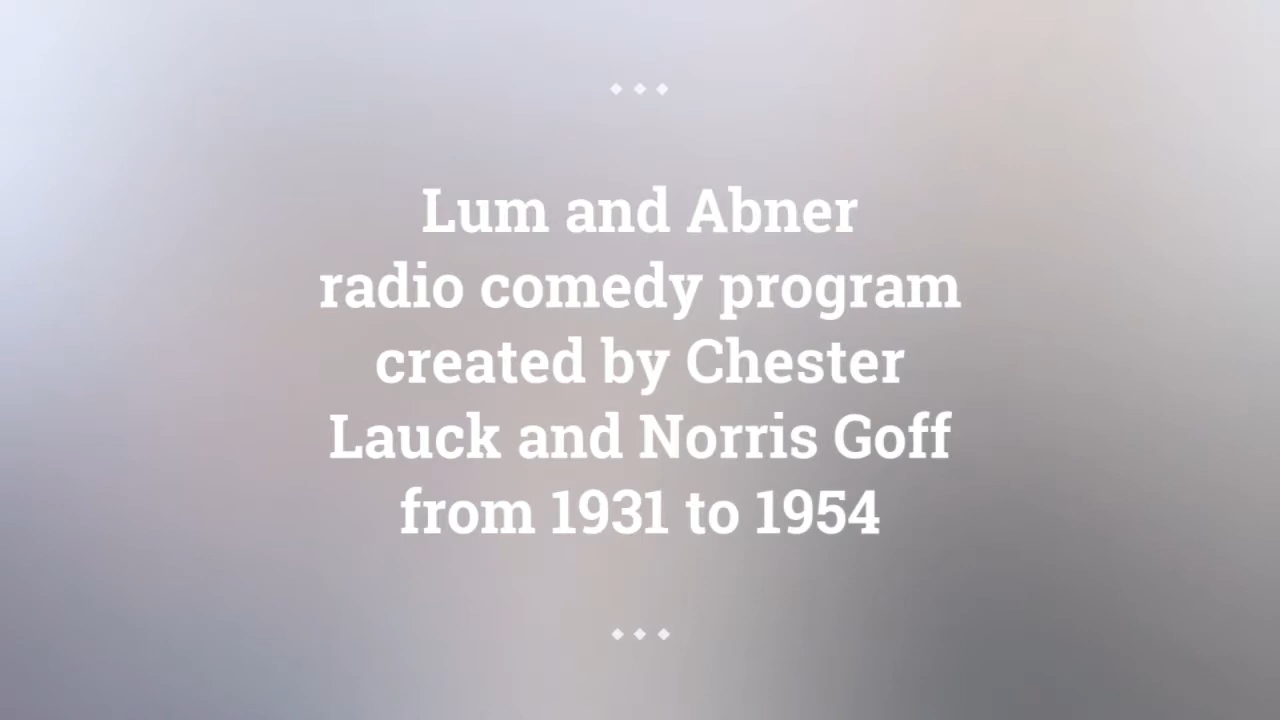 Lum and Abner
radio comedy program
created by Chester
Lauck and Norris Goff
from 1931 to 1954